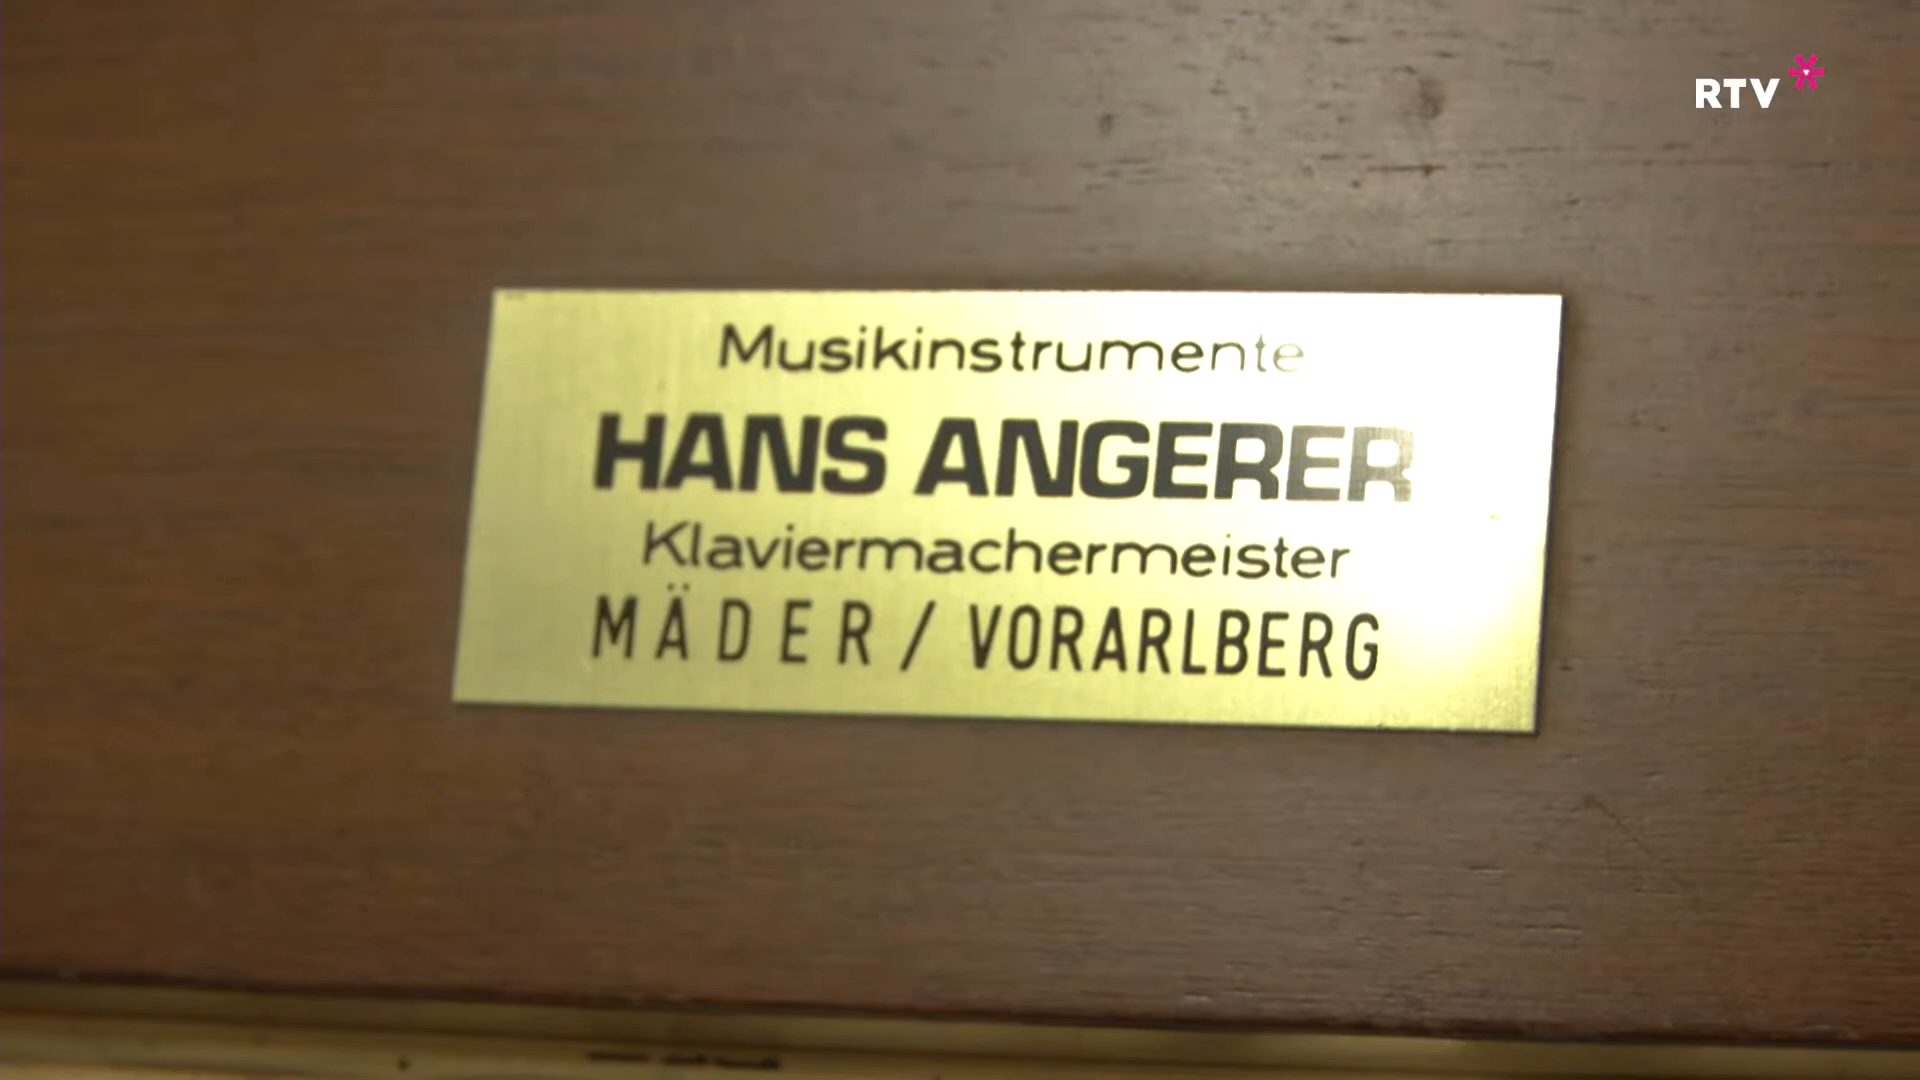 RTV
Musikinstrumente
HANS ANGERER
Klaviermachermeister
MÄDER / VORARLBERG